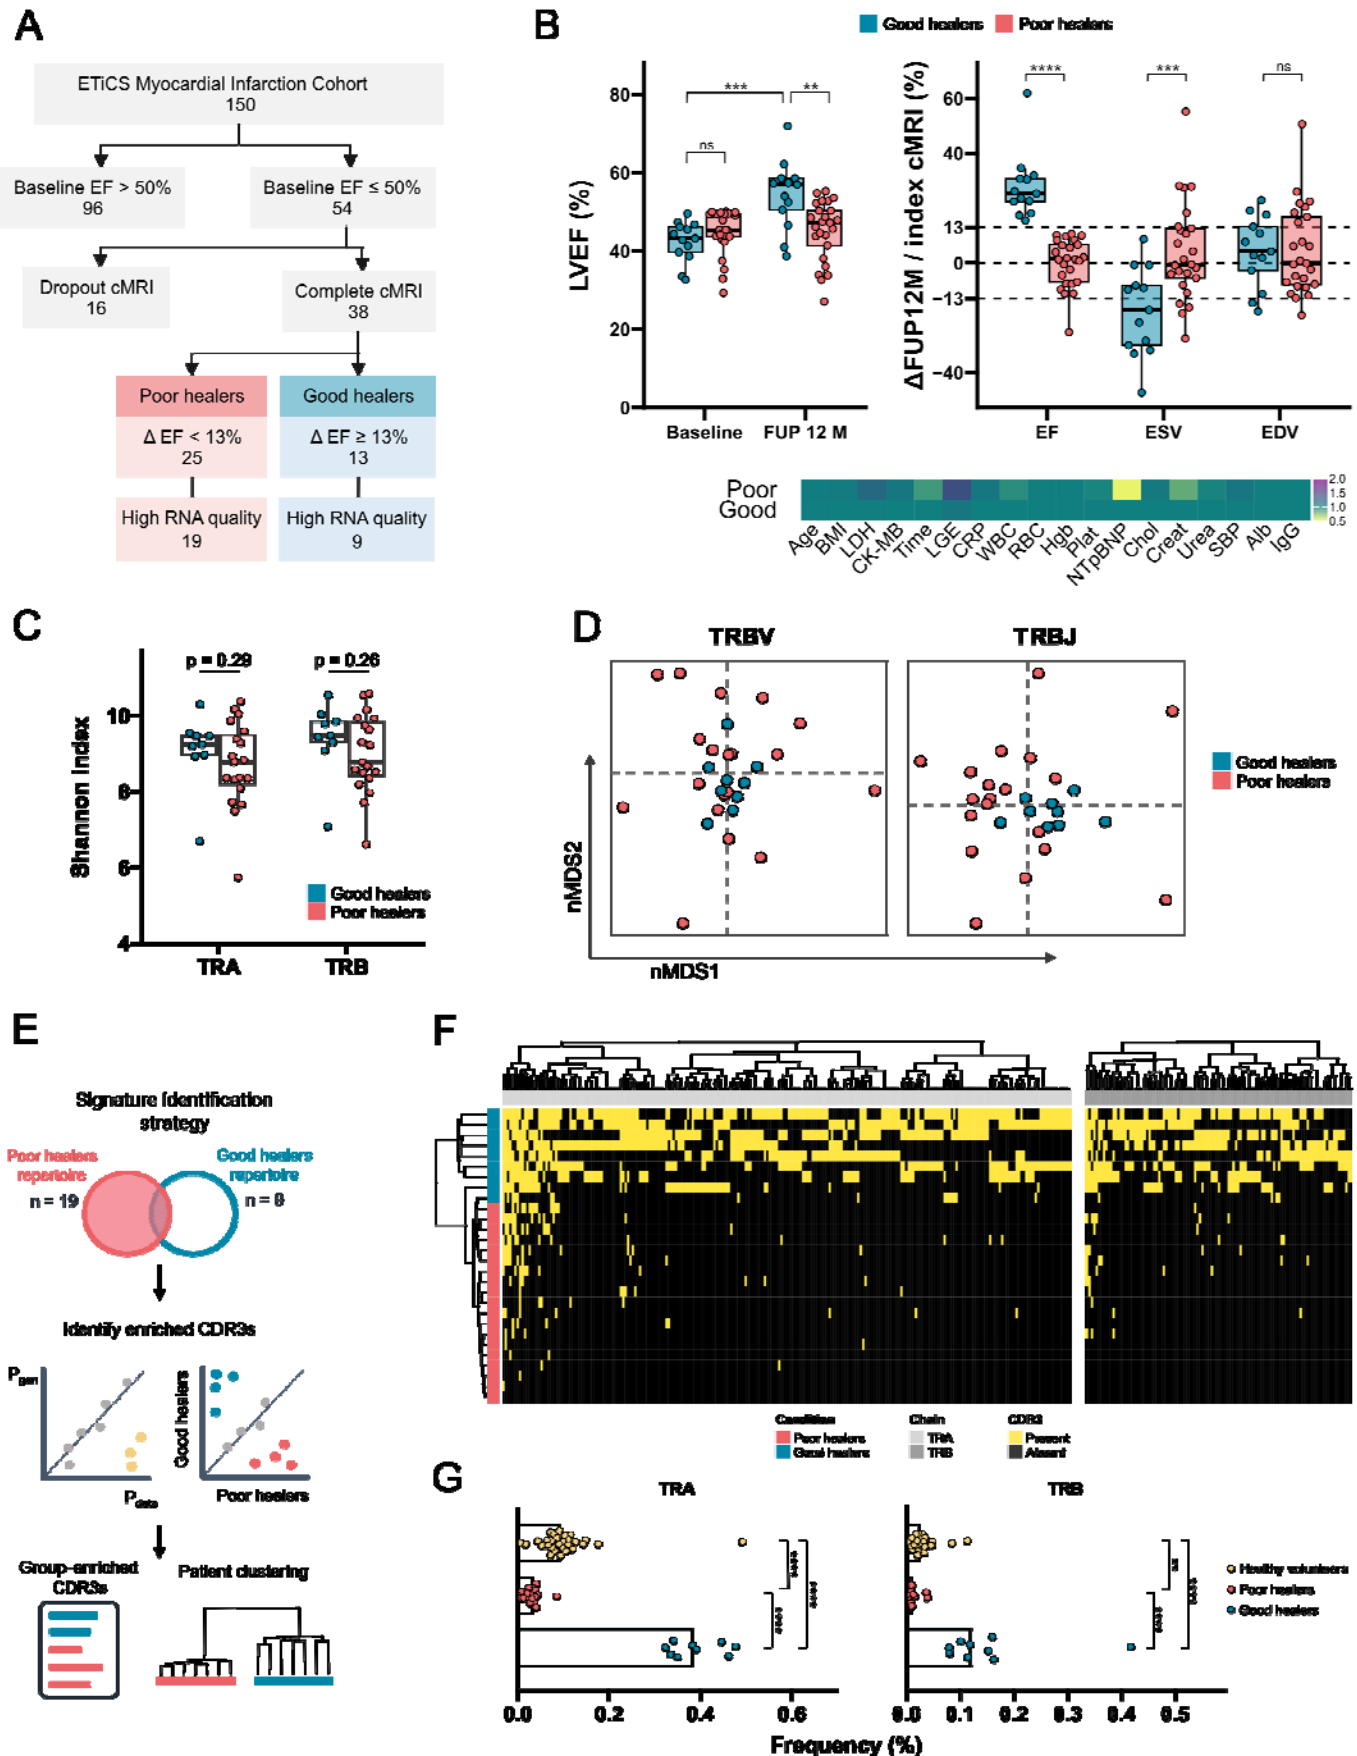 A
ETiCS Myocardial Infarction Cohort
150
Baseline EF > 50%
96
Baseline EF ≤ 50%
54
Dropout cMRI
16
Complete cMRI
38
Poor healers
Good healers
Δ EF < 13%
25
Δ EF ≥ 13%
13
High RNA quality
19
High RNA quality
9
B
Good healers
Poor healers
LVEF (%)
80
60
40
20
0
ns
***
**
Baseline
FUP 12 M
ΔFUP12M / index cMRI (%)
60
40
13
0
−13
−40
****
***
ns
EF
ESV
EDV
Poor
Good
Age
BMI
LDH
CK-MB
Time
LGE
CRP
WBC
RBC
Hgb
Plat
NTpBNP
Chol
Creat
Urea
SBP
Alb
IgG
2.0
1.5
1.0
0.5
C
Shannon Index
10
8
6
4
p = 0.29
p = 0.26
Good healers
Poor healers
TRA
TRB
D
TRBV
TRBJ
nMDS2
nMDS1
Good healers
Poor healers
E
Signature identification
strategy
Poor healers
repertoire
n = 19
Good healers
repertoire
Identify enriched CDR3s
Pgen
Pdata
Good healers
Poor healers
Group-enriched
CDR3s
Patient clustering
F
Condition
Poor healers
Good healers
Chain
TRA
TRB
CDR3
Present
Absent
G
TRA
0.0
0.2
0.4
0.6
****
****
****
TRB
0.0
0.1
0.2
0.3
0.4
0.5
****
****
Frequency (%)
Healthy volunteers
Poor healers
Good healers